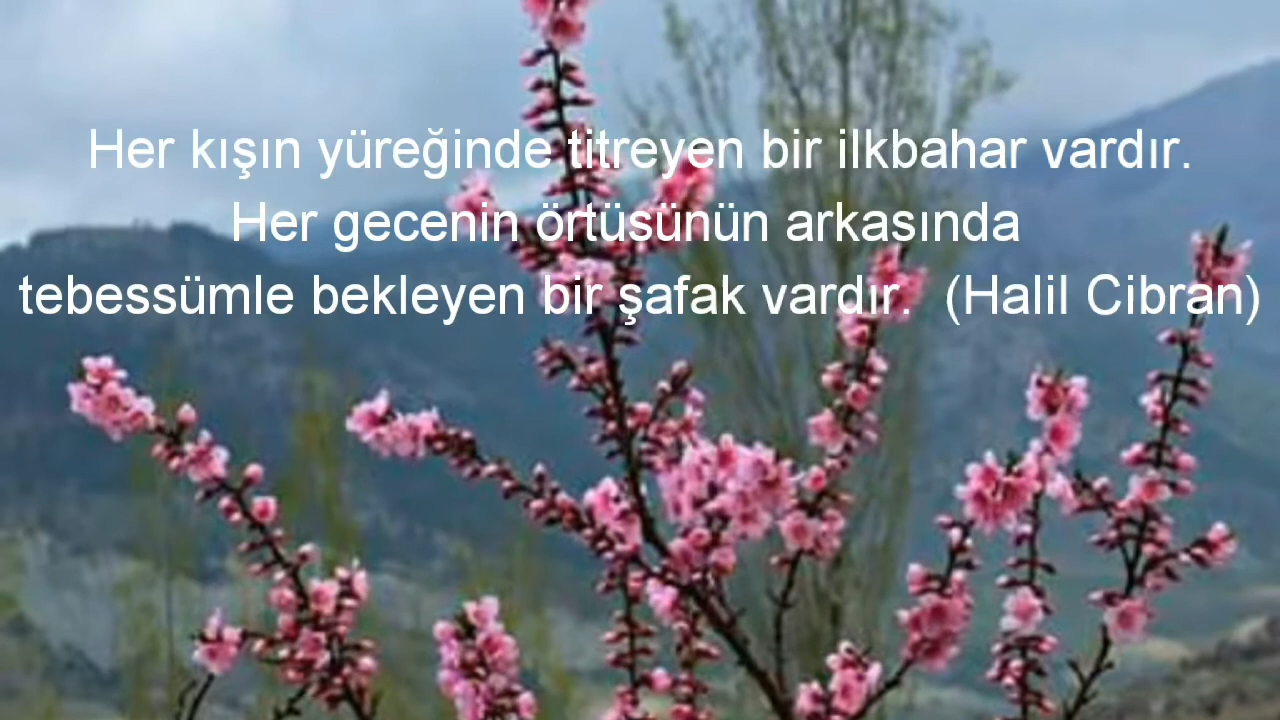 Her kışın yüreğinde titreyen bir ilkbahar vardır.
Her gecenin örtüsünün arkasında
tebessümle bekleyen bir şafak vardır.  (Halil Cibran)